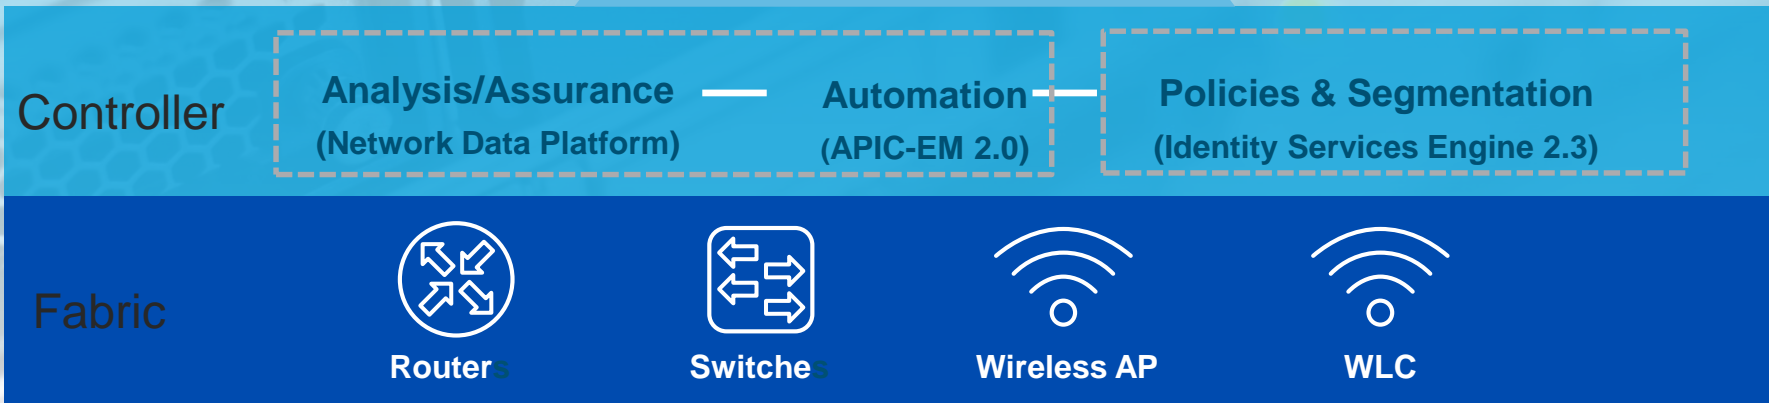 Controller
Analysis/Assurance
(Network Data Platform)
Automation
(APIC-EM 2.0)
Policies & Segmentation
(Identity Services Engine 2.3)
Fabric
Routers
Switches
Wireless AP
WLC